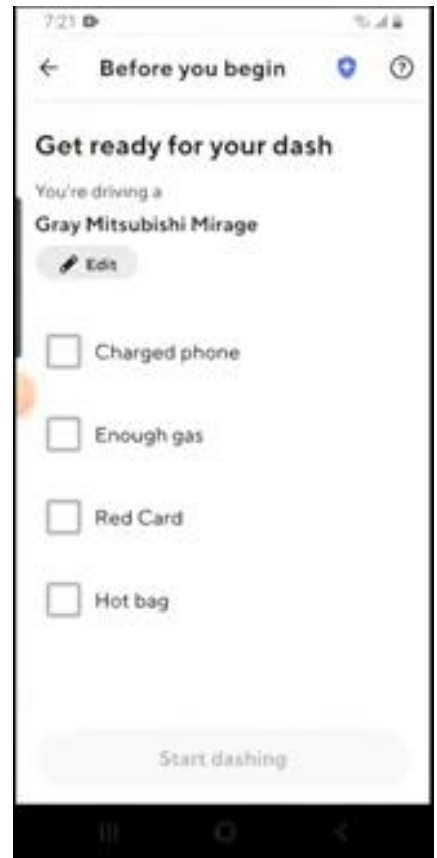 7:21
Before you begin
Get ready for your dash
You're driving a
Gray Mitsubishi Mirage
Edit
Charged phone
Enough gas
Red Card
Hot bag
Start dashing